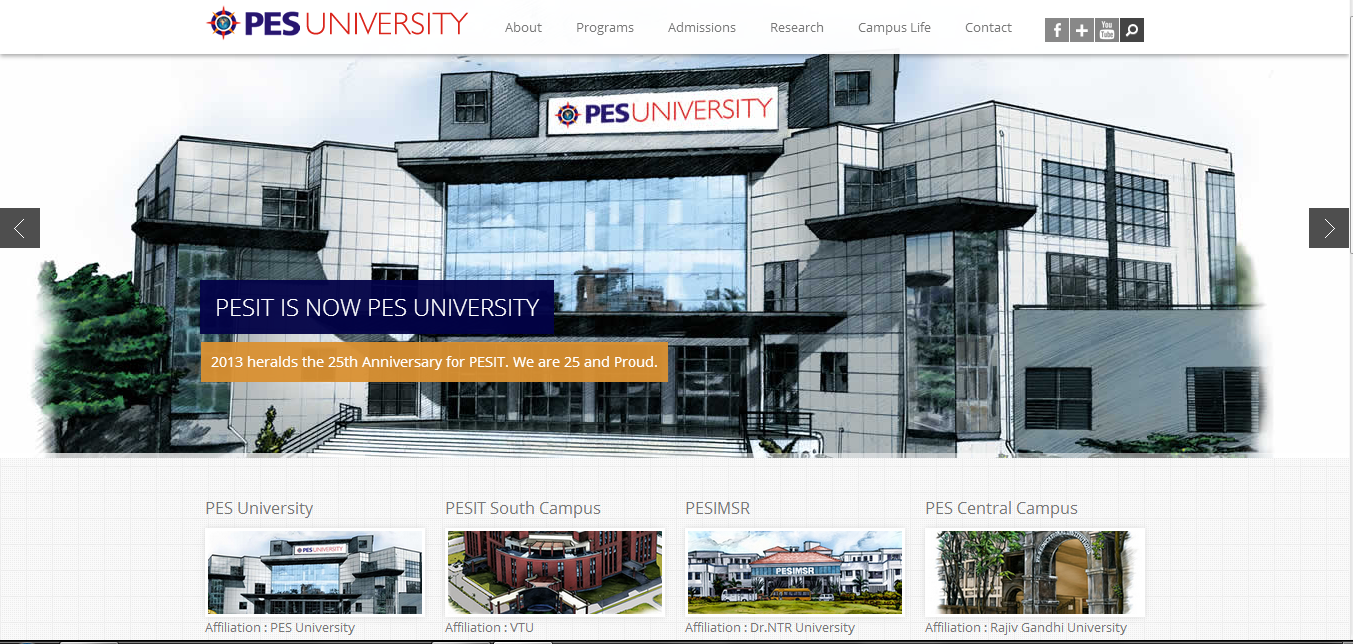 PES UNIVERSITY
About Programs Admissions Research Campus Life Contact
f + You Tube
PES UNIVERSITY
PESIT IS NOW PES UNIVERSITY
2013 heralds the 25th Anniversary for PESIT. We are 25 and Proud.
PES University PESIT South Campus PESIMSR PES Central Campus
PES UNIVERSITY
PESIMSR
Affiliation : PES University Affiliation : VTU Affiliation : Dr.NTR University Affiliation : Rajiv Gandhi University